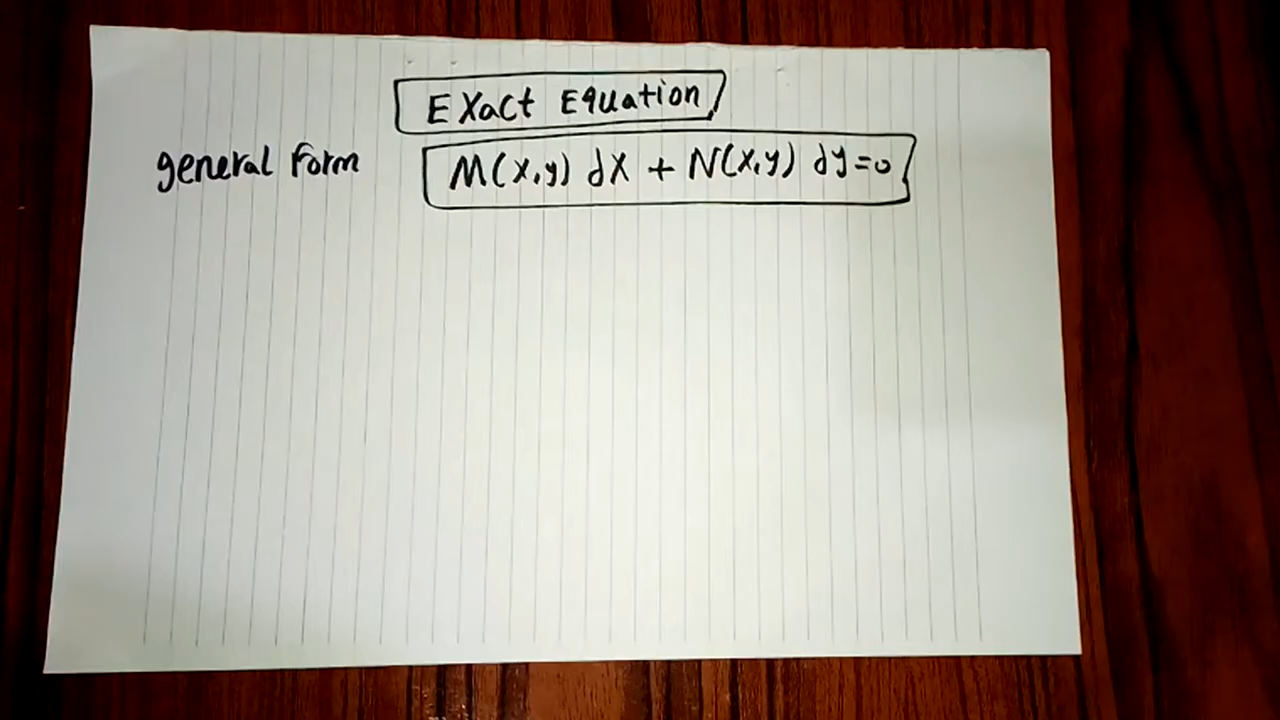 EXact Equation
general form M(x,y) dx + N(x,y) dy=0